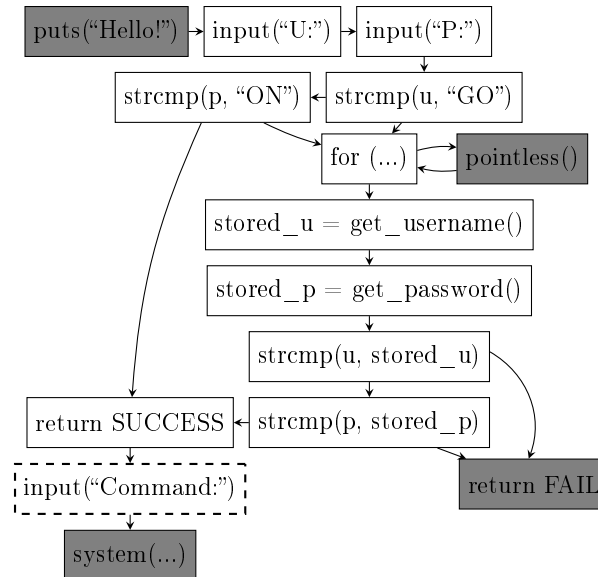 puts(“Hello!”)
input(“U:”)
input(“P:”)
strcmp(p, “ON”)
strcmp(u, “GO”)
for (...)
pointless()
stored_u = get_username()
stored_p = get_password()
strcmp(u, stored_u)
return SUCCESS
strcmp(p, stored_p)
input(“Command:”)
return FAIL
system(...)